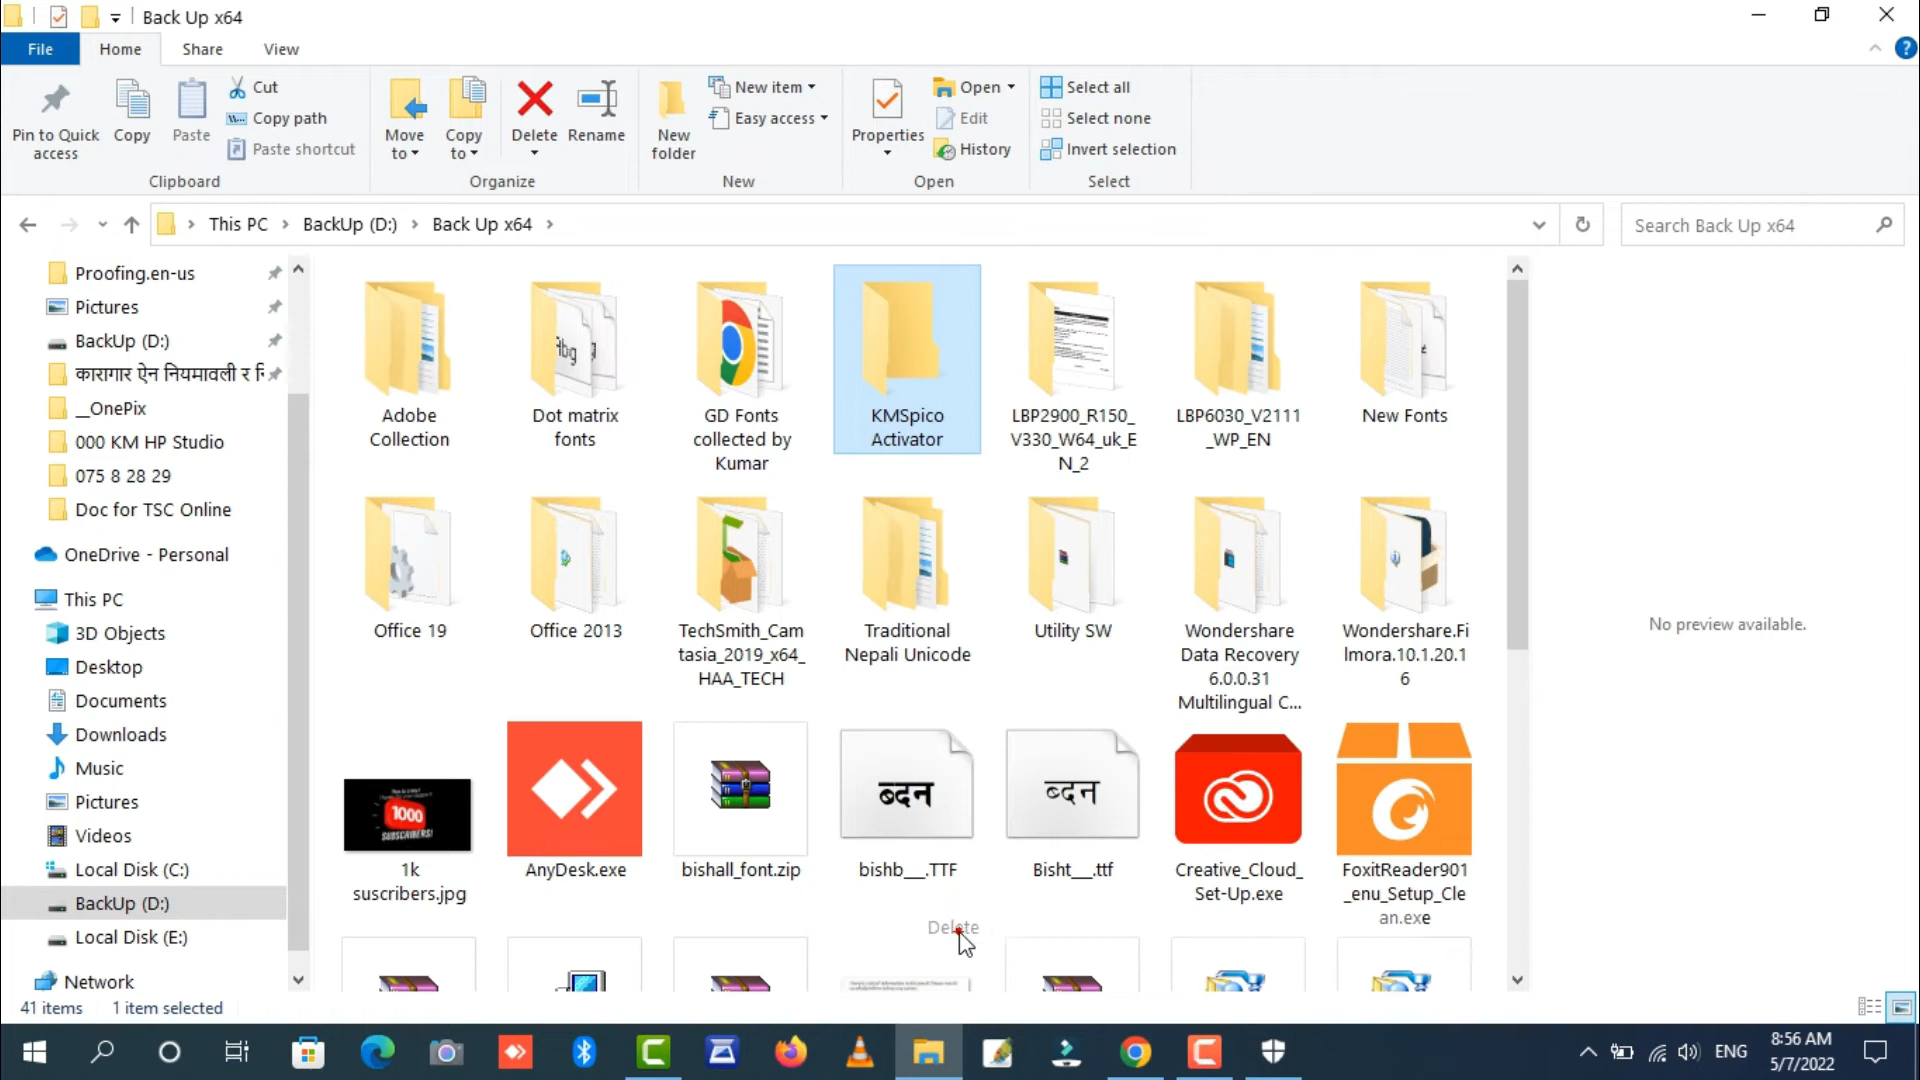 Back Up x64
File
Home
Share
View
Pin to Quick
access
Copy
Paste
Cut
Copy path
Paste shortcut
Clipboard
Move
to
Copy
to
Delete
Rename
Organize
New
folder
New item
Easy access
New
Properties
Open
Edit
History
Open
Select all
Select none
Invert selection
Select
This PC
BackUp (D:)
Back Up x64
Search Back Up x64
Proofing.en-us
Pictures
BackUp (D:)
कारागार ऐन नियमावली र
__OnePix
000 KM HP Studio
075 8 28 29
Doc for TSC Online
OneDrive - Personal
This PC
3D Objects
Desktop
Documents
Downloads
Music
Pictures
Videos
Local Disk (C:)
BackUp (D:)
Local Disk (E:)
Network
Abg
Adobe
Collection
Dot matrix
fonts
GD Fonts
collected by
Kumar
KMSpico
Activator
LBP2900_R150_
V330_W64_uk_E
N_2
LBP6030_V2111
_WP_EN
New Fonts
Office 19
Office 2013
TechSmith_Cam
tasia_2019_x64_
HAA_TECH
Traditional
Nepali Unicode
Utility SW
Wondershare
Data Recovery
6.0.0.31
Multilingual C...
Wondershare.Fi
lmora.10.1.20.1
6
No preview available.
1000
SUBSCRIBERS!
ब्दन
ब्दन
1k
suscribers.jpg
AnyDesk.exe
bishall_font.zip
bishb___.TTF
Bisht___.ttf
Creative_Cloud_
Set-Up.exe
FoxitReader901
_enu_Setup_Cle
an.exe
Delete
41 items
1 item selected
ENG
8:56 AM
5/7/2022